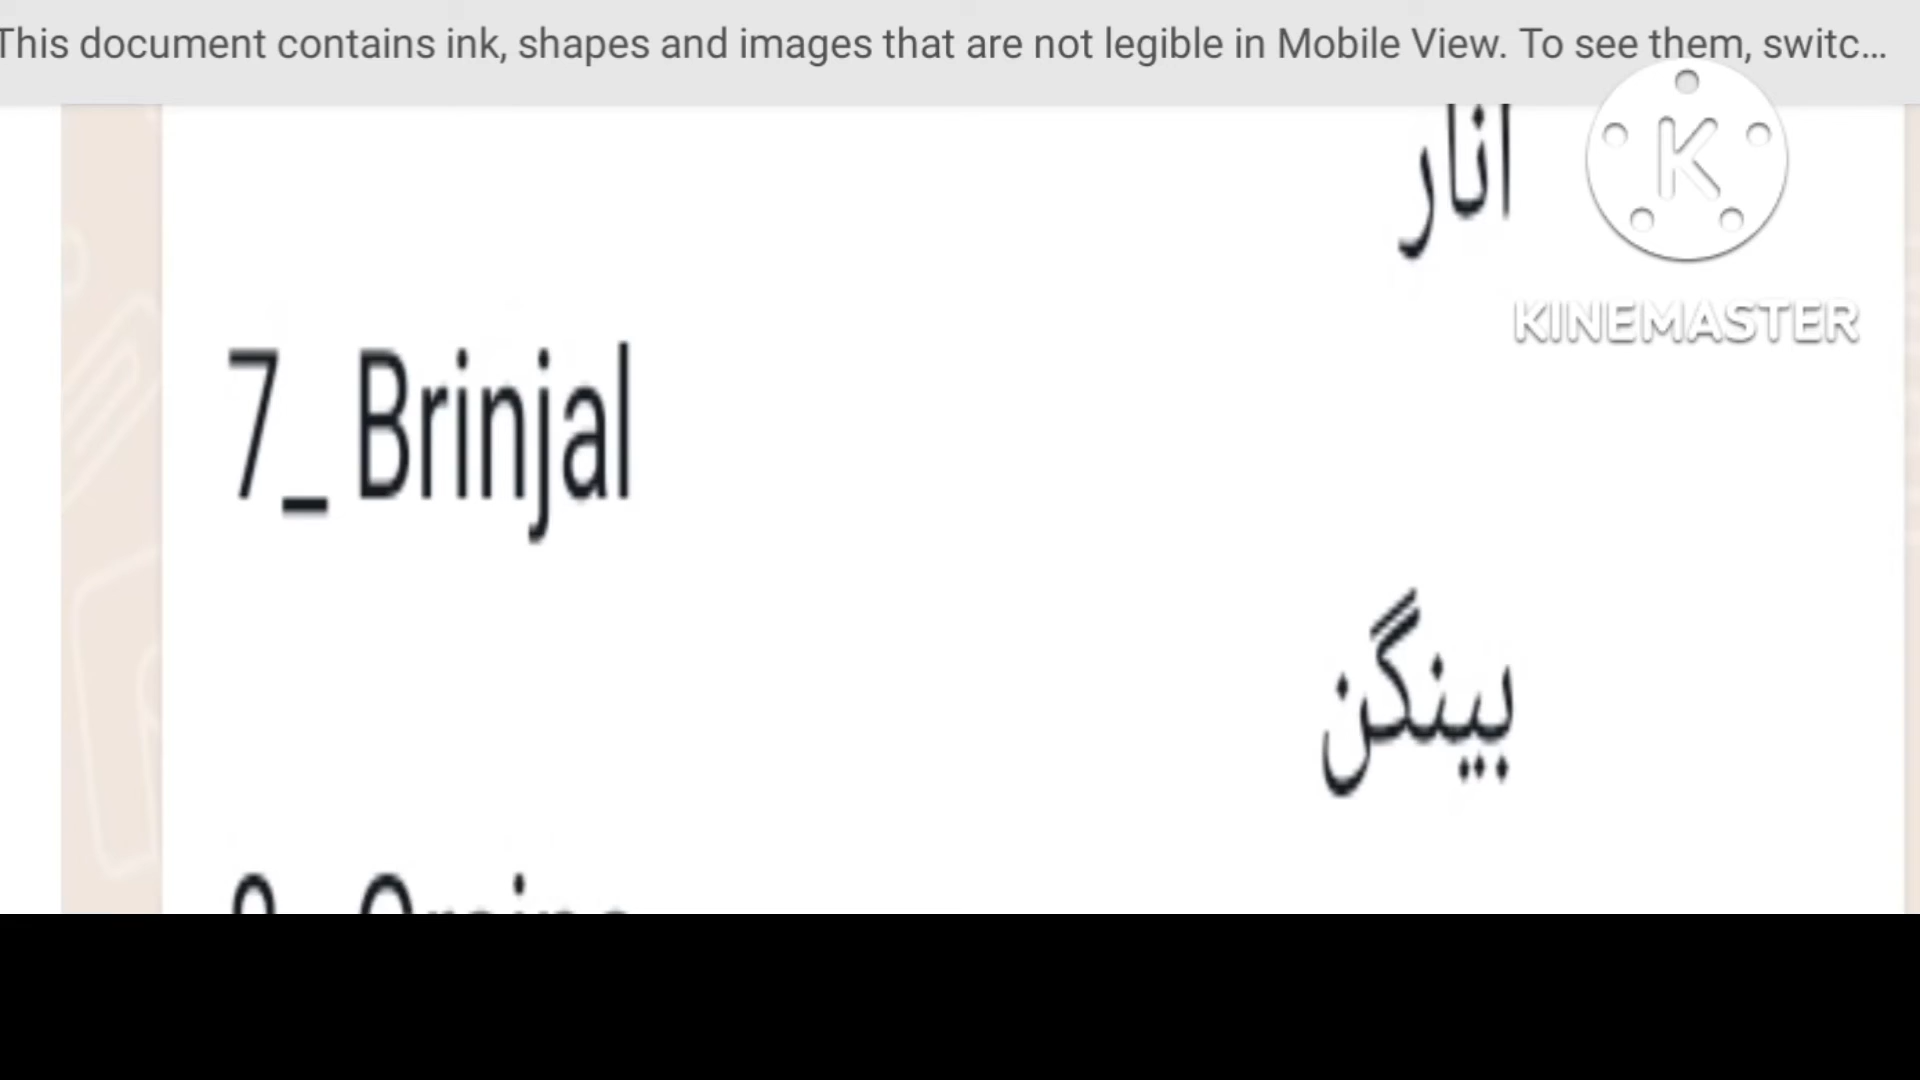 This document contains ink, shapes and images that are not legible in Mobile View. To see them, switc...
انار
K
KINEMASTER
7_ Brinjal
بینگن